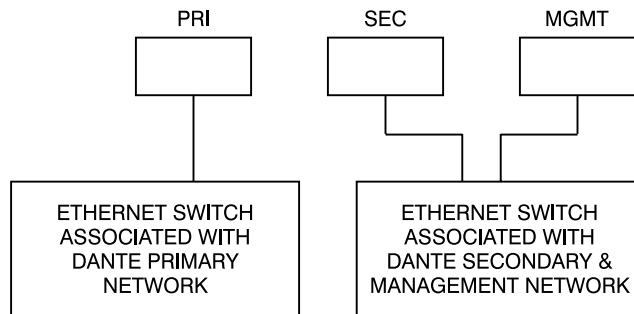 PRI
SEC
MGMT
ETHERNET SWITCH
ASSOCIATED WITH
DANTE PRIMARY
NETWORK
ETHERNET SWITCH
ASSOCIATED WITH
DANTE SECONDARY &
MANAGEMENT NETWORK